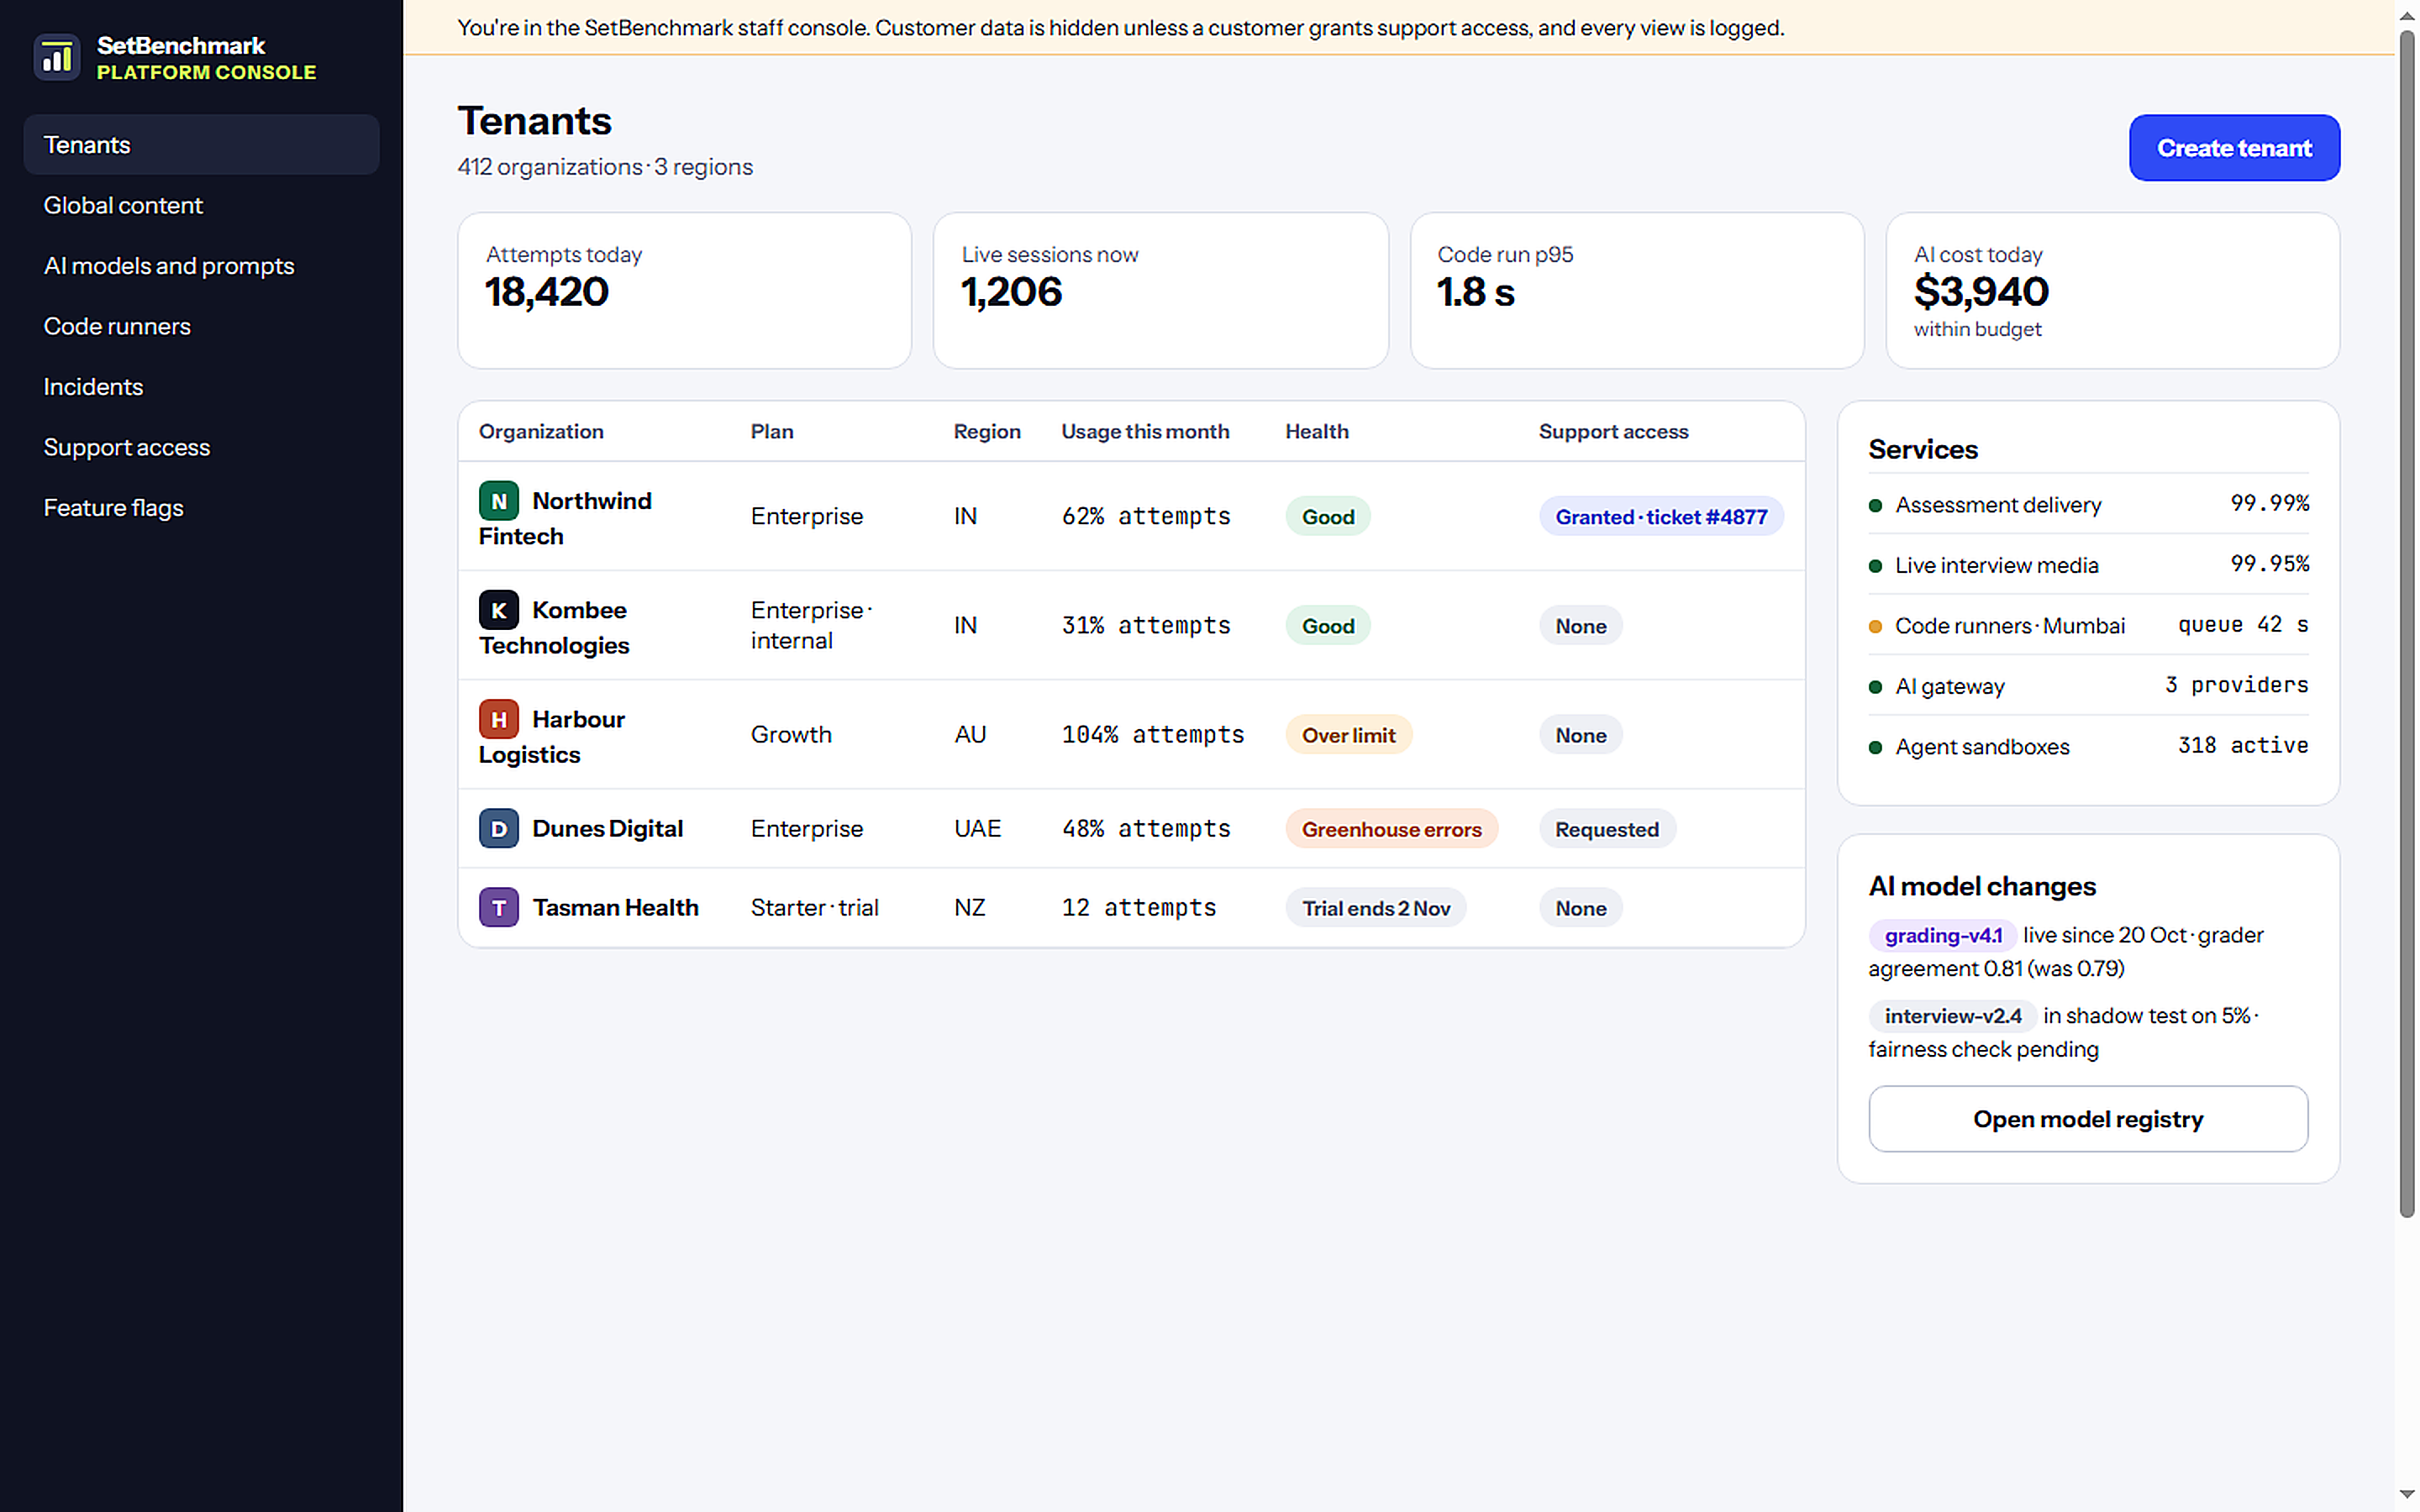 SetBenchmark
PLATFORM CONSOLE
Tenants
Global content
AI models and prompts
Code runners
Incidents
Support access
Feature flags
You're in the SetBenchmark staff console. Customer data is hidden unless a customer grants support access, and every view is logged.
Tenants
412 organizations · 3 regions
Create tenant
Attempts today
18,420
Live sessions now
1,206
Code run p95
1.8 s
AI cost today
$3,940
within budget
Organization Plan Region Usage this month Health Support access
N Northwind
Fintech
Enterprise IN 62% attempts Good Granted · ticket #4877
K Kombee
Technologies
Enterprise ·
internal
IN 31% attempts Good None
H Harbour
Logistics
Growth AU 104% attempts Over limit None
D Dunes Digital Enterprise UAE 48% attempts Greenhouse errors Requested
T Tasman Health Starter · trial NZ 12 attempts Trial ends 2 Nov None
Services
Assessment delivery 99.99%
Live interview media 99.95%
Code runners · Mumbai queue 42 s
AI gateway 3 providers
Agent sandboxes 318 active
AI model changes
grading-v4.1 live since 20 Oct · grader
agreement 0.81 (was 0.79)
interview-v2.4 in shadow test on 5% ·
fairness check pending
Open model registry